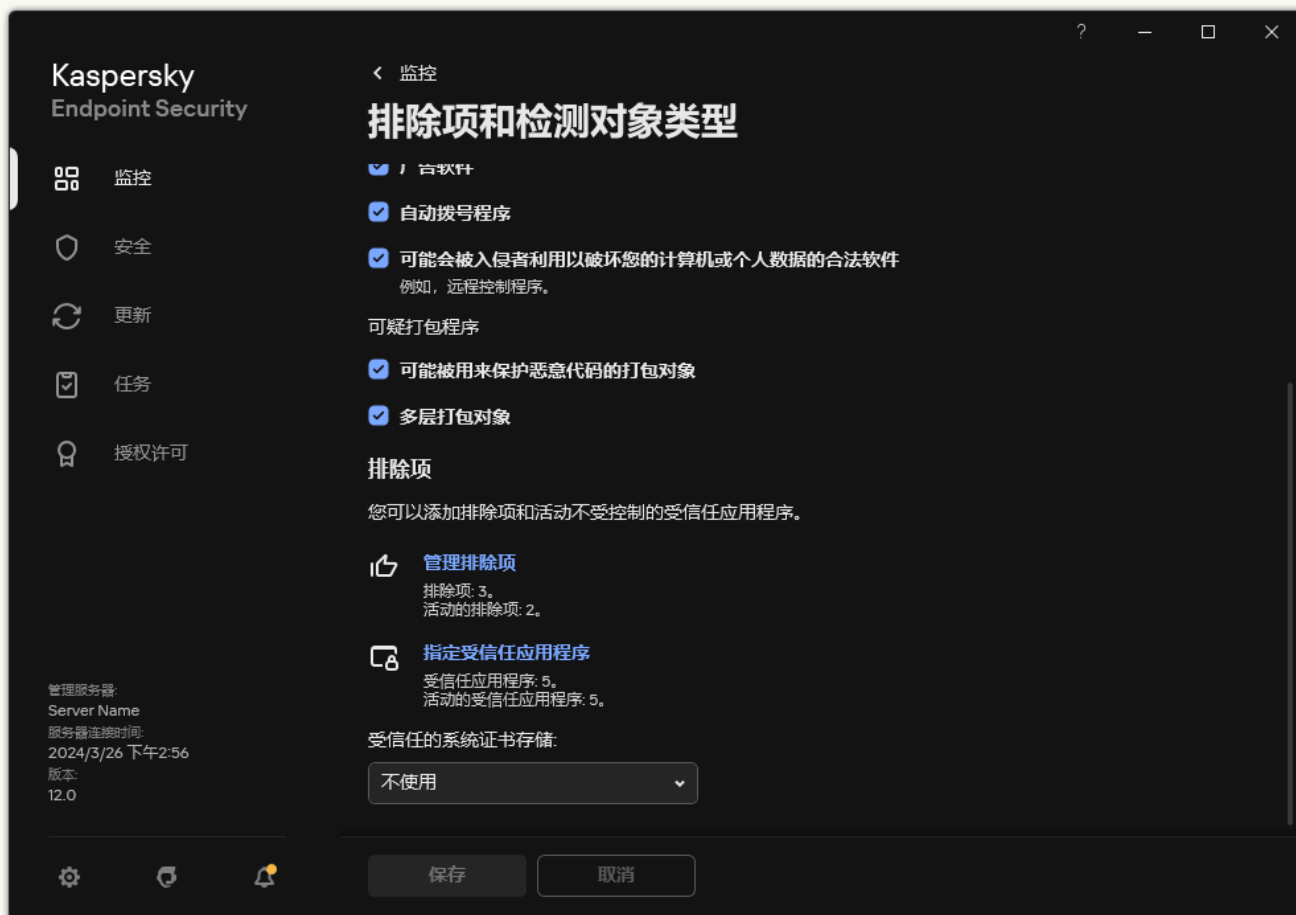 ?
Kaspersky
Endpoint Security
监控
安全
更新
任务
授权许可
管理服务器:
Server Name
服务器连接时间:
2024/3/26 下午2:56
版本:
12.0
监控
排除项和检测对象类型
广告软件
自动拨号程序
可能会被入侵者利用以破坏您的计算机或个人数据的合法软件
例如，远程控制程序。
可疑打包程序
可能被用来保护恶意代码的打包对象
多层打包对象
排除项
您可以添加排除项和活动不受控制的受信任应用程序。
管理排除项
排除项: 3。
活动的排除项: 2。
指定受信任应用程序
受信任应用程序: 5。
活动的受信任应用程序: 5。
受信任的系统证书存储:
不使用
保存
取消